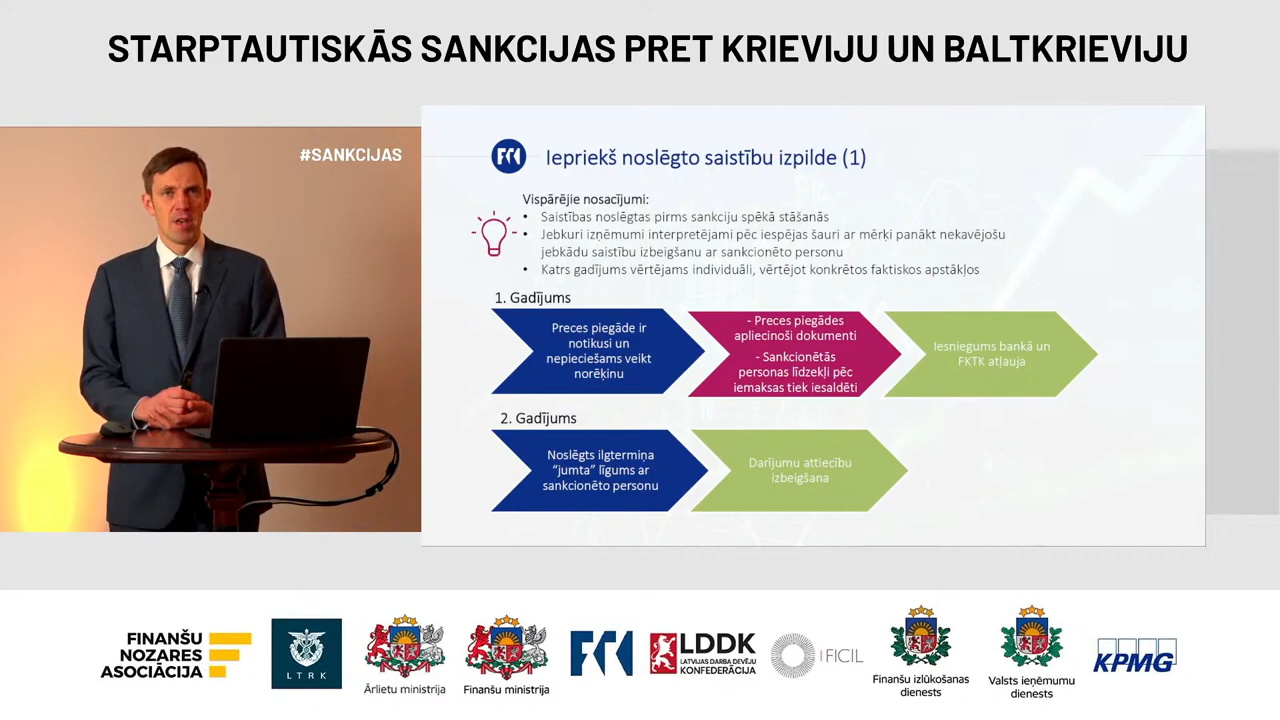 STARPTAUTISKĀS SANKCIJAS PRET KRIEVIJU UN BALTKRIEVIJU
#SANKCIJAS
Iepriekš noslēgto saistību izpilde (1)
Vispārējie nosacījumi:
• Saistības noslēgtas pirms sankciju spēkā stāšanās
• Jebkuri izņēmumi interpretējami pēc iespējas šauri ar mērķi panākt nekavējošu
jebkādu saistību izbeigšanu ar sankcionēto personu
• Katrs gadījums vērtējams individuāli, vērtējot konkrētos faktiskos apstākļos
1. Gadījums
Preces piegāde ir
notikusi un
nepieciešams veikt
norēķinu
- Preces piegādes
apliecinoši dokumenti
- Sankcionētās
personas līdzekļi pēc
iemaksas tiek iesaldēti
Iesniegums bankā un
FKTK atļauja
2. Gadījums
Noslēgts ilgtermiņa
“jumta” līgums ar
sankcionēto personu
Darījumu attiecību
izbeigšana
FINANŠU
NOZARES
ASOCIĀCIJA
LTRK
Ārlietu ministrija
Finanšu ministrija
LDDK
LATVIJAS DARBA DEVĒJU
KONFEDERĀCIJA
FICIL
Finanšu izlūkošanas
dienests
Valsts ieņēmumu
dienests
KPMG